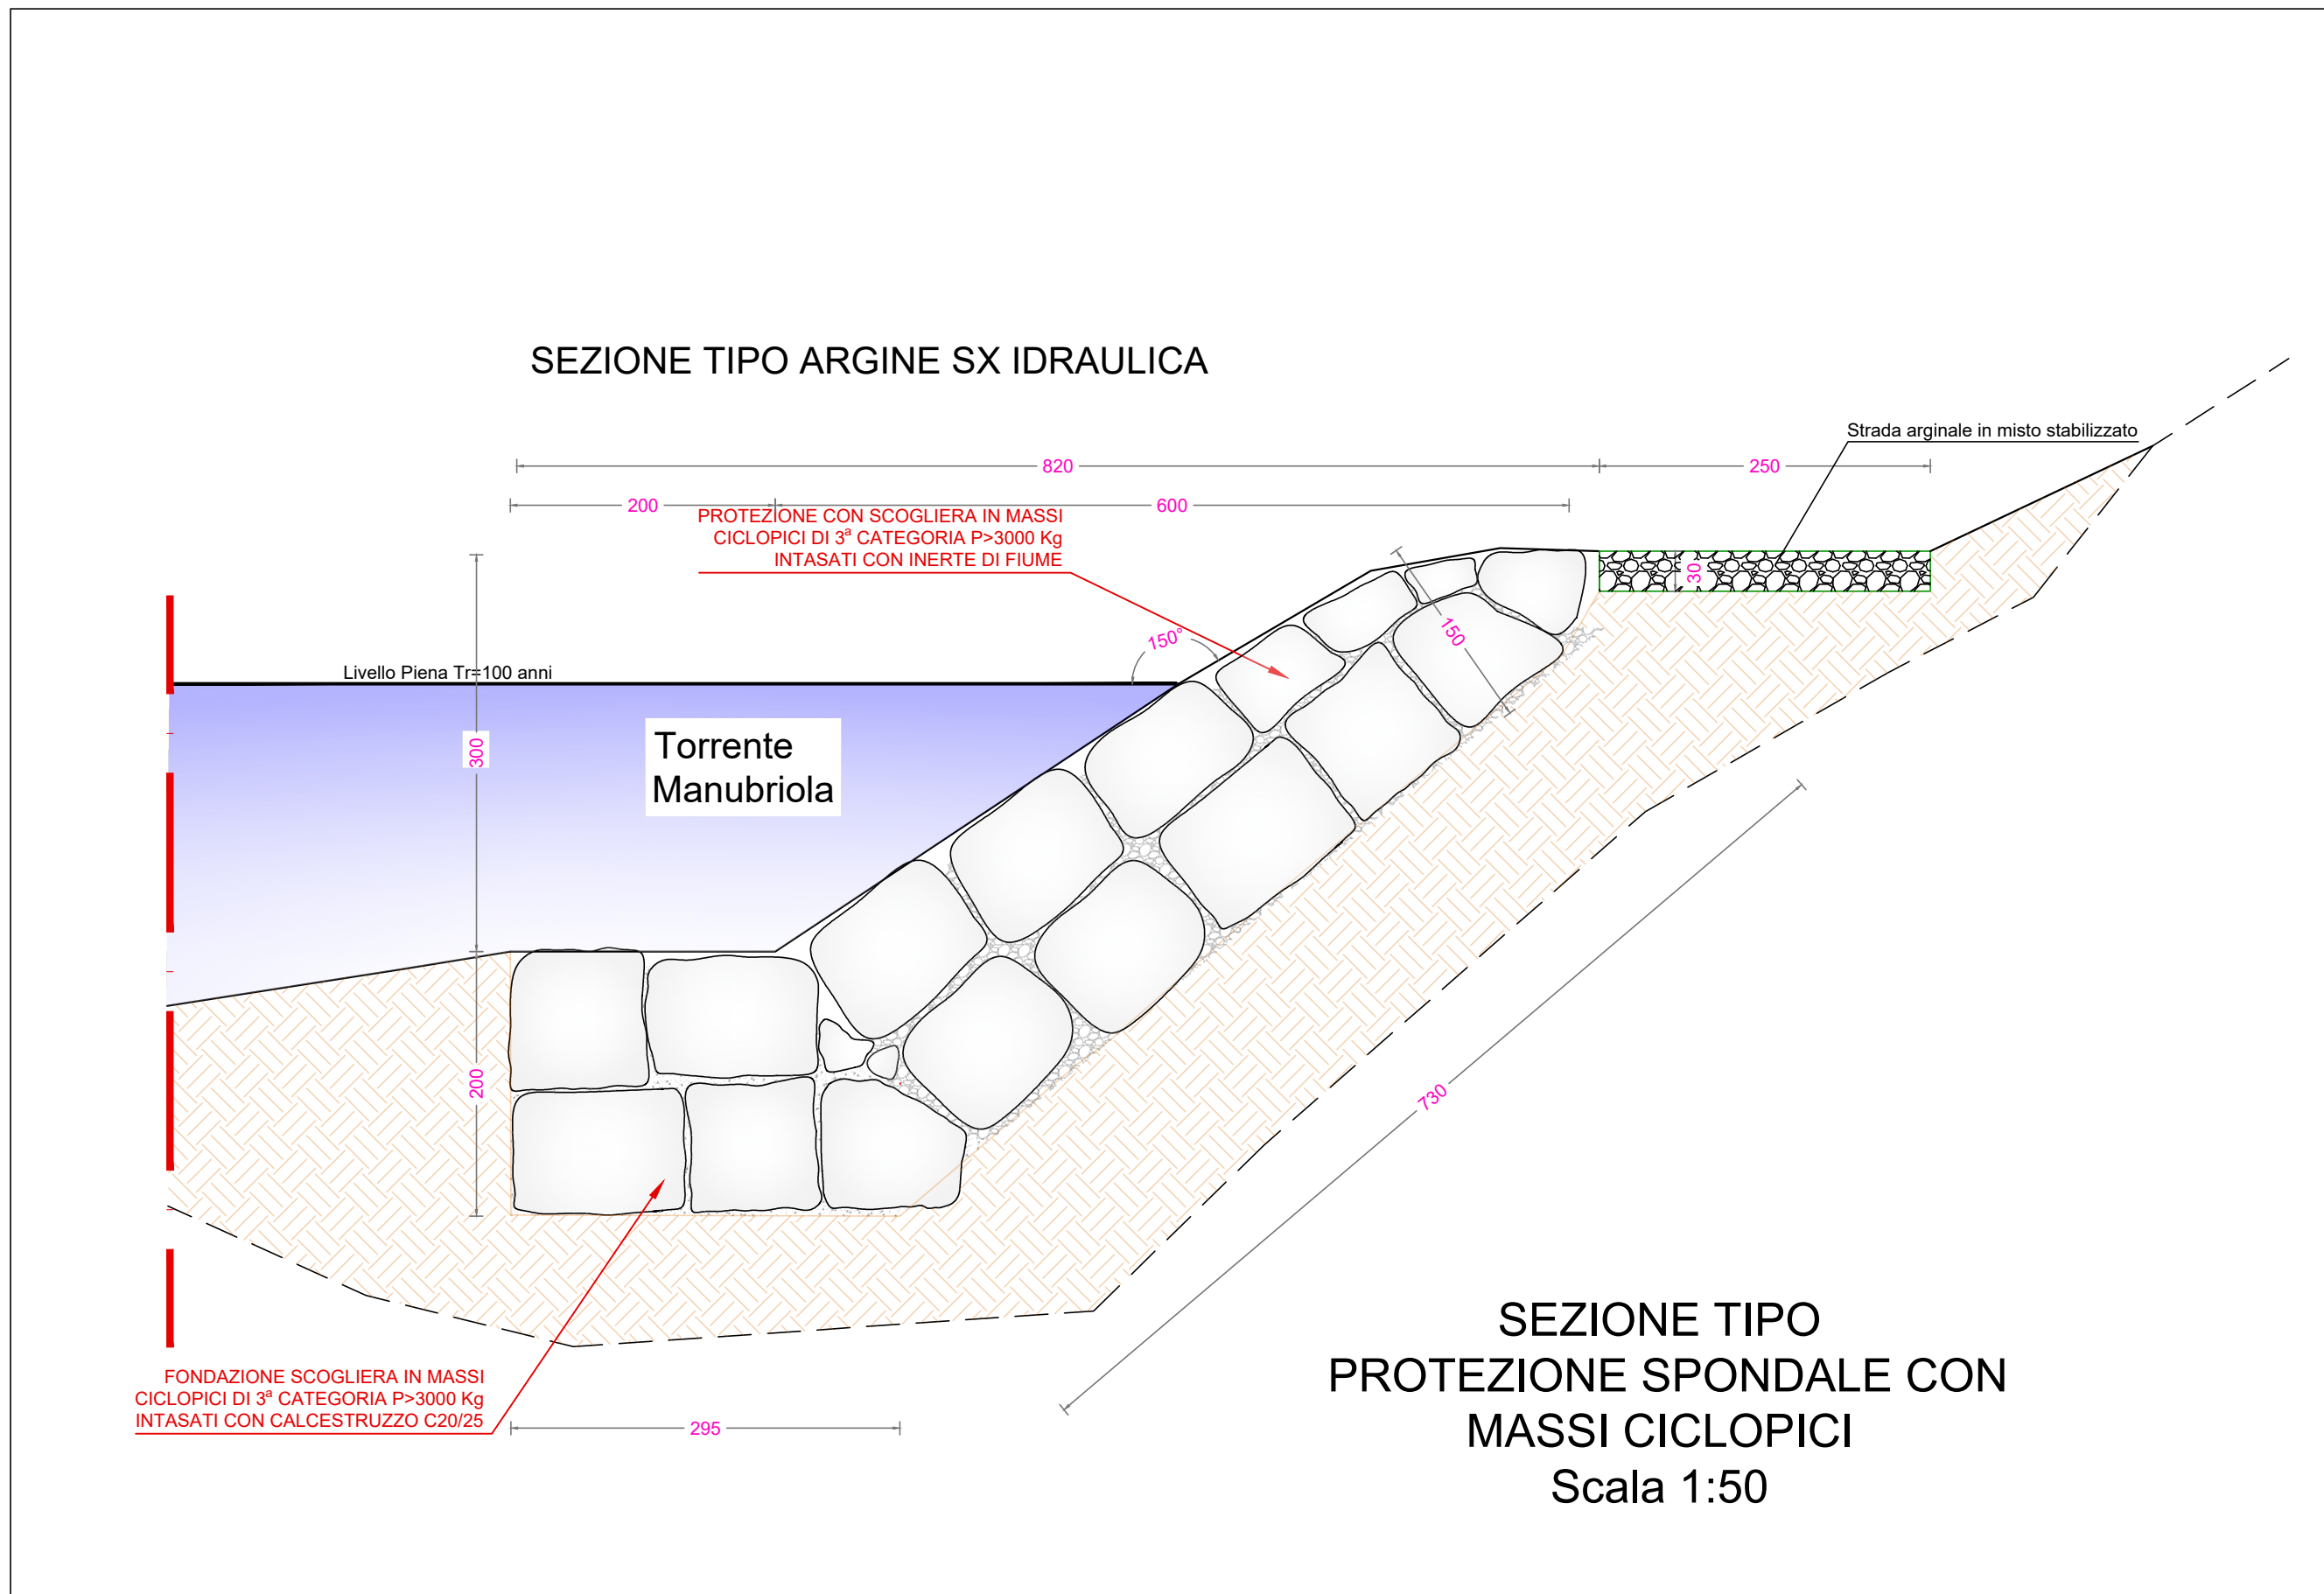 SEZIONE TIPO ARGINE SX IDRAULICA
Strada arginale in misto stabilizzato
820
250
200
600
PROTEZIONE CON SCOGLIERA IN MASSI
CICLOPICI DI 3ª CATEGORIA P>3000 Kg
INTASATI CON INERTE DI FIUME
30
150
150°
Livello Piena Tr=100 anni
300
Torrente
Manubriola
200
730
FONDAZIONE SCOGLIERA IN MASSI
CICLOPICI DI 3ª CATEGORIA P>3000 Kg
INTASATI CON CALCESTRUZZO C20/25
295
SEZIONE TIPO
PROTEZIONE SPONDALE CON
MASSI CICLOPICI
Scala 1:50